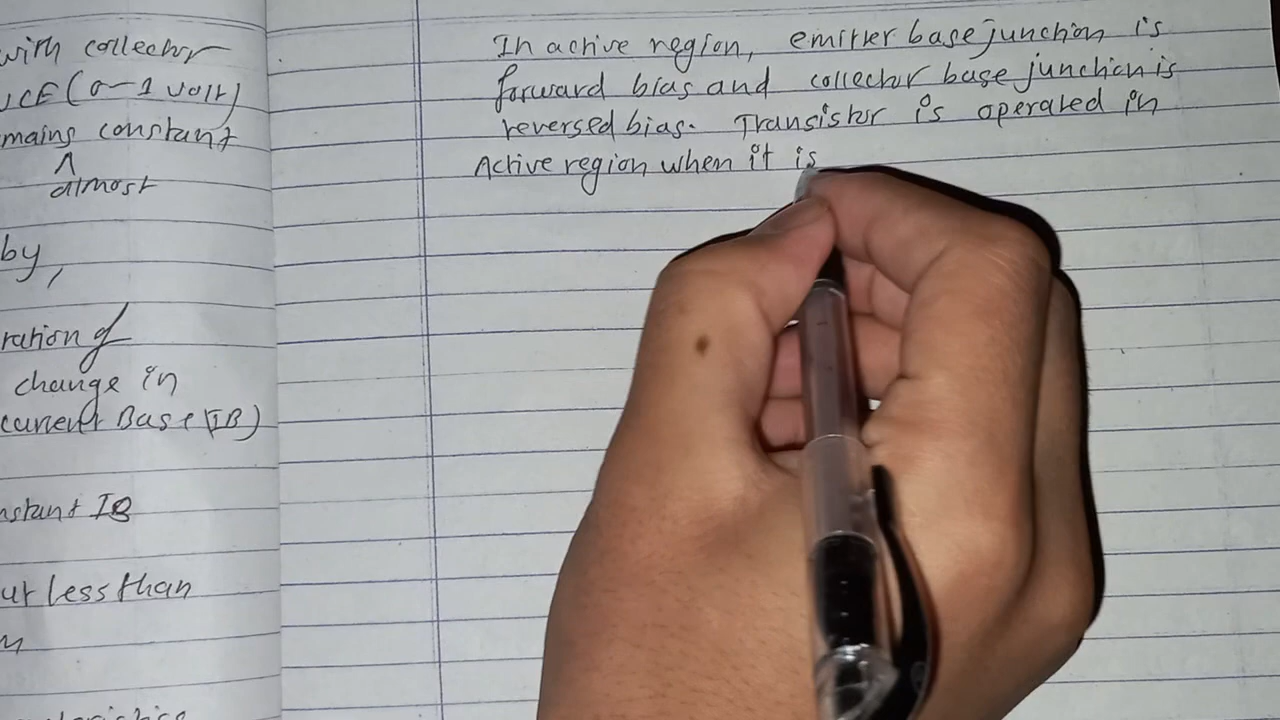 with collector
VCE (0-1 volt)
mains constant
^
almost
by,
ration of
change in
current Base (IB)
nstant IB
ut less than
In active region, emitter base junction is
forward bias and collector base junction is
reversed bias. Transistor is operated in
Active region when it is